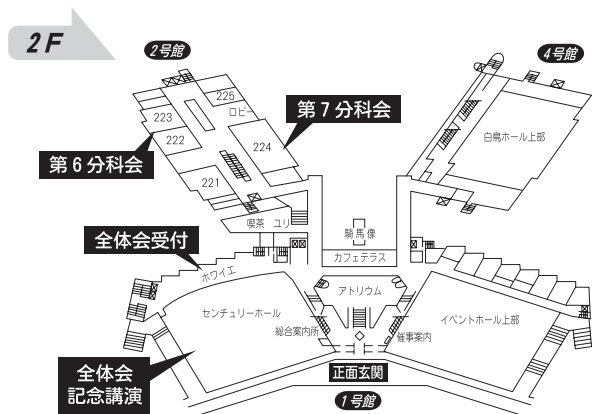 2F
2号館
4号館
225
ロビー
第7分科会
223
222
224
白鳥ホール上部
第6分科会
221
喫茶 ユリ
騎馬像
全体会受付
カフェテラス
ホワイエ
アトリウム
センチュリーホール
イベントホール上部
総合案内所
催事案内
全体会
記念講演
正面玄関
1号館